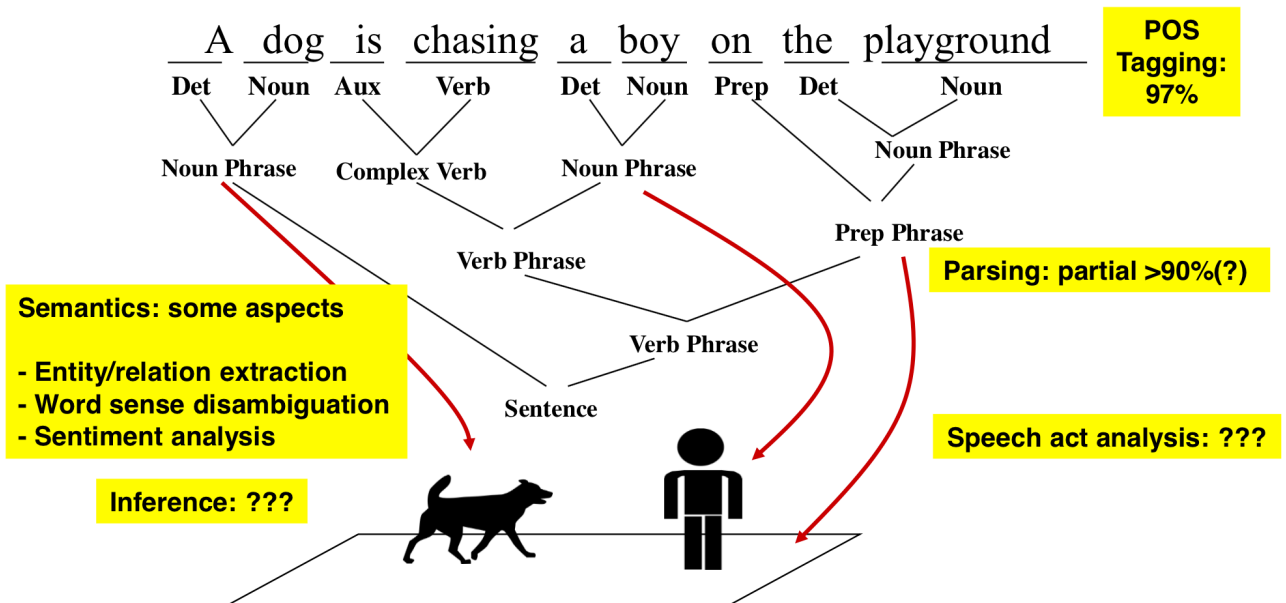 A dog is chasing a boy on the playground
POS
Tagging:
97%
Det Noun Aux Verb Det Noun Prep Det Noun
Noun Phrase
Noun Phrase Complex Verb Noun Phrase
Prep Phrase
Verb Phrase
Parsing: partial >90%(?)
Semantics: some aspects
Verb Phrase
- Entity/relation extraction
- Word sense disambiguation
Sentence
- Sentiment analysis
Speech act analysis: ???
Inference: ???